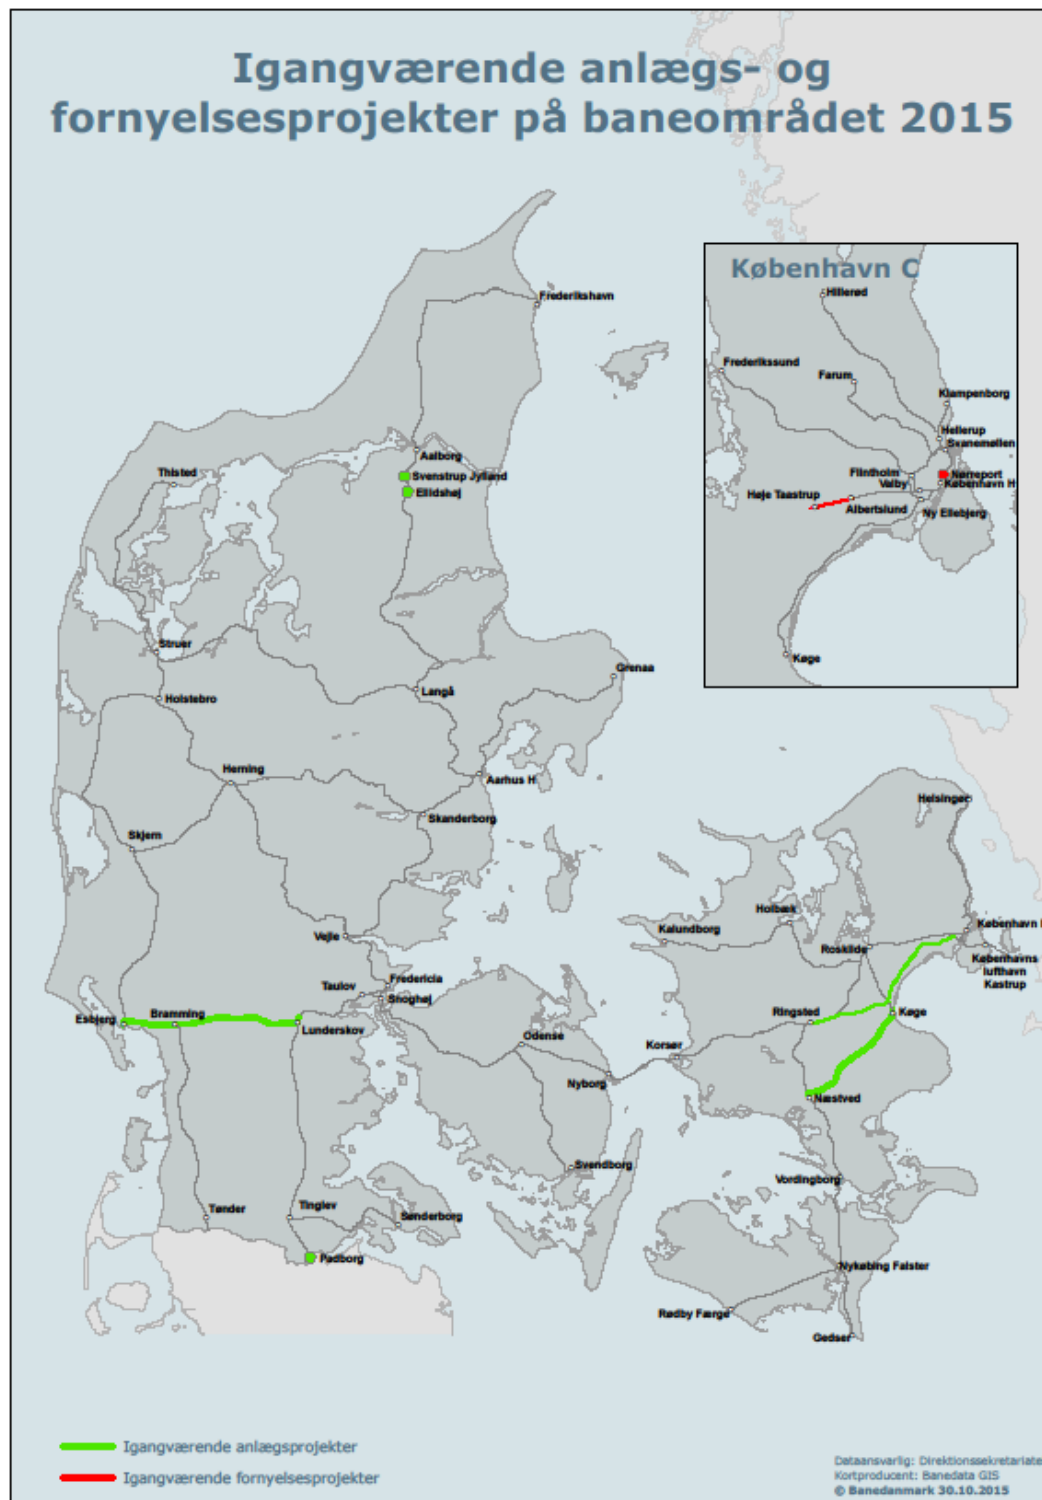 Igangværende anlægs- og
fornyelsesprojekter på baneområdet 2015
København C
Hillerød
Frederikshavn
Frederikssund
Farum
Klampenborg
Hellerup
Svanemøllen
Aalborg
Thisted
Svenstrup Jylland
Ellidshøj
Flintholm
Nørreport
Valby
København H
Høje Taastrup
Albertslund
Ny Ellebjerg
Struer
Køge
Grenaa
Langå
Holstebro
Herning
Aarhus H
Helsingør
Skanderborg
Skjern
Holbæk
København
Kalundborg
Vejle
Roskilde
Københavns
lufthavn
Kastrup
Fredericia
Taulov
Snoghøj
Esbjerg
Bramming
Lunderskov
Ringsted
Køge
Odense
Korsør
Nyborg
Næstved
Svendborg
Vordingborg
Tønder
Tinglev
Sønderborg
Padborg
Nykøbing Falster
Rødby Færge
Gedser
Igangværende anlægsprojekter
Igangværende fornyelsesprojekter
Dataansvarlig: Direktionssekretariate
Kortproducent: Banedata GIS
© Banedanmark 30.10.2015